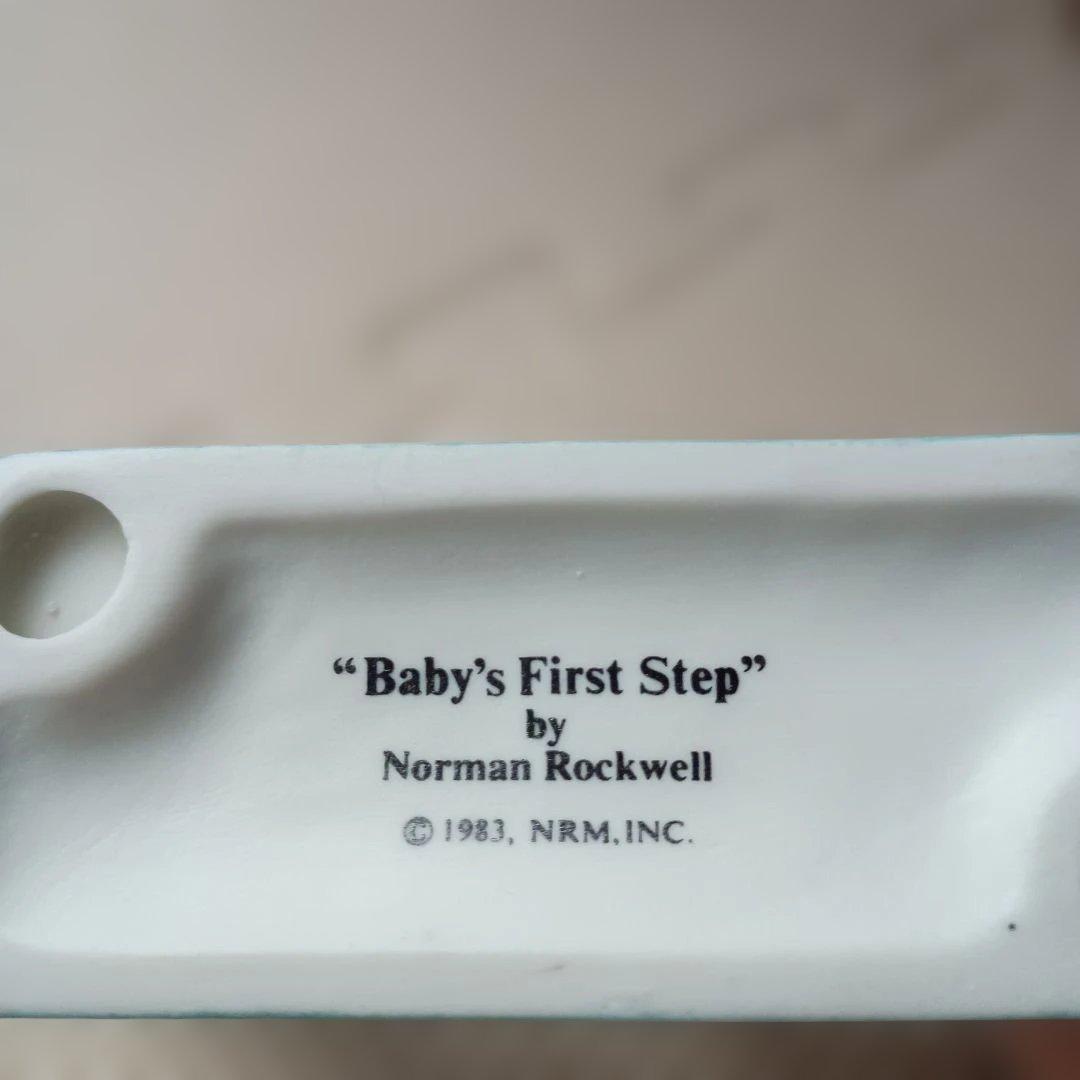 “Baby’s First Step”
by
Norman Rockwell
© 1983, NRM, INC.